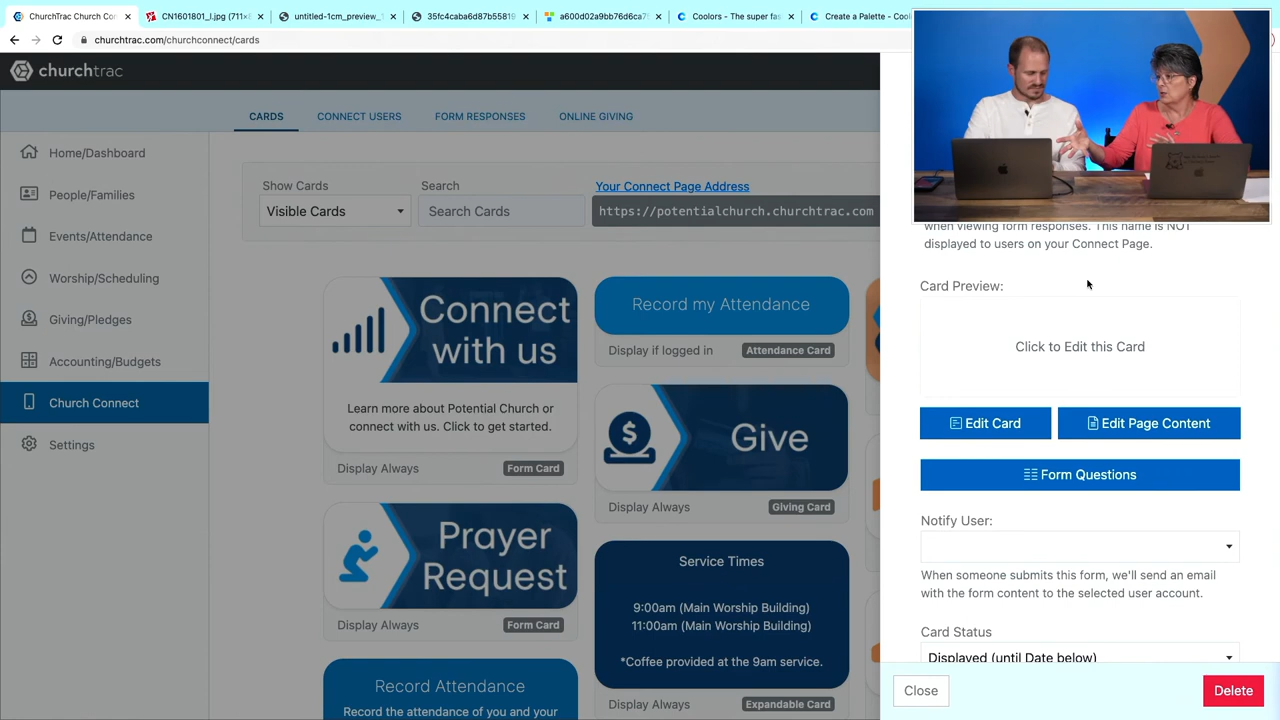 ChurchTrac Church Connect
CN1601801_l.jpg (711×
untitled-1cm_preview_1
35fc4caba6d87b55819
a600d02a9bb76d6ca7
Coolors - The super fas
Create a Palette - Cool
churchtrac.com/churchconnect/cards
churchtrac
CARDS
CONNECT USERS
FORM RESPONSES
ONLINE GIVING
Home/Dashboard
People/Families
Events/Attendance
Worship/Scheduling
Giving/Pledges
Accounting/Budgets
Church Connect
Settings
Show Cards
Visible Cards
Search
Search Cards
Your Connect Page Address
https://potentialchurch.churchtrac.com
Connect
with us
Learn more about Potential Church or
connect with us. Click to get started.
Display Always
Form Card
Prayer
Request
Display Always
Form Card
Record Attendance
Record the attendance of you and your
Record my Attendance
Display if logged in
Attendance Card
Give
Display Always
Giving Card
Service Times
9:00am (Main Worship Building)
11:00am (Main Worship Building)
*Coffee provided at the 9am service.
Display Always
Expandable Card
when viewing form responses. This name is NOT
displayed to users on your Connect Page.
Card Preview:
Click to Edit this Card
Edit Card
Edit Page Content
Form Questions
Notify User:
When someone submits this form, we'll send an email
with the form content to the selected user account.
Card Status
Displayed (until Date below)
Close
Delete